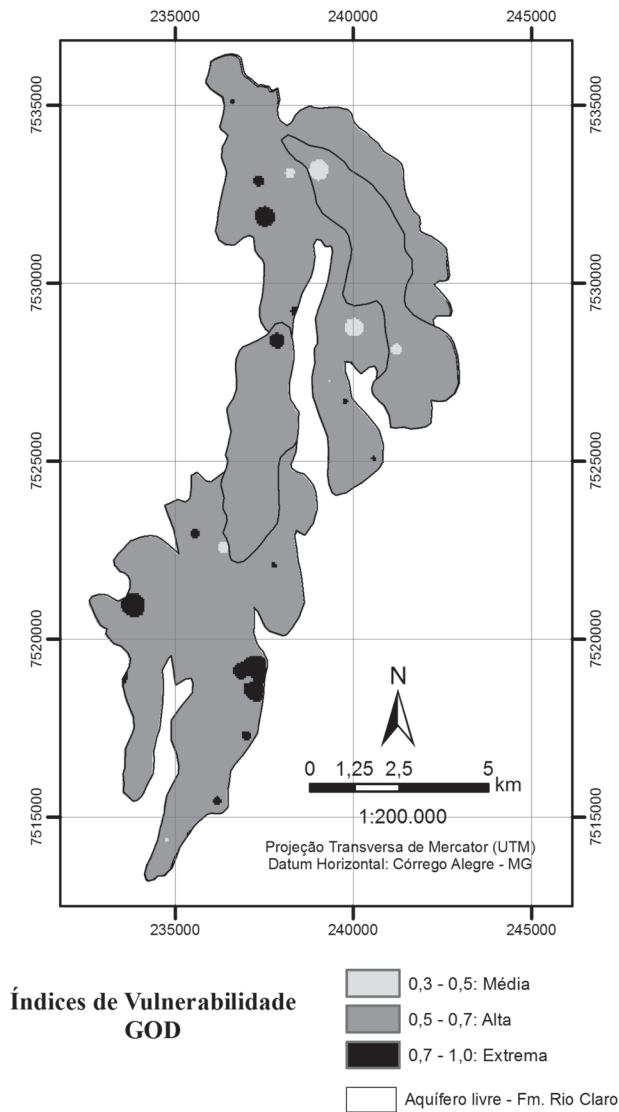 235000 240000 245000
7535000
7535000
7530000
7530000
7525000
7525000
7520000
7520000
7515000
7515000
N
0 1,25 2,5 5
km
1:200.000
Projeção Transversa de Mercator (UTM)
Datum Horizontal: Córrego Alegre - MG
235000 240000 245000
Índices de Vulnerabilidade
GOD
0,3 - 0,5: Média
0,5 - 0,7: Alta
0,7 - 1,0: Extrema
Aquífero livre - Fm. Rio Claro